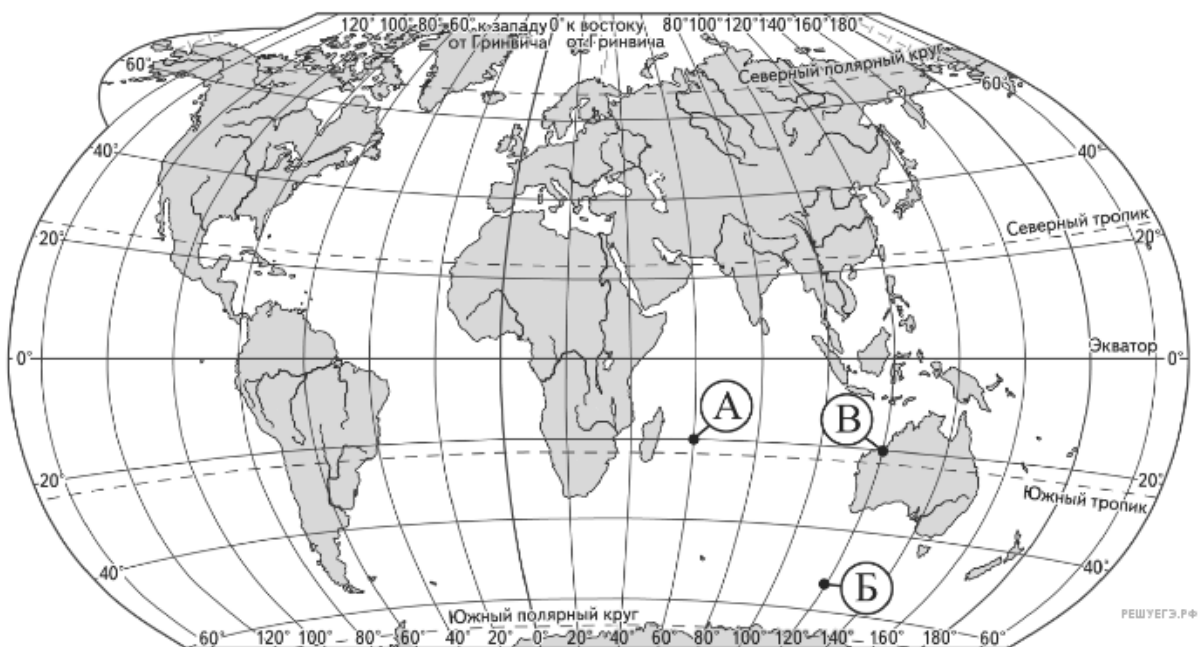 120° 100° 80° 60° к западу 0° к востоку 80° 100° 120° 140° 160° 180°
от Гринвича от Гринвича
Северный полярный круг
60° 60°
40° 40°
Северный тропик
20° 20°
Экватор
0° 0°
А
В
20° 20°
Южный тропик
40° 40°
Б
Южный полярный круг
РЕШУЕГЭ.РФ
60° 120° 100° 80° 60° 40° 20° 0° 20° 40° 60° 80° 100° 120° 140° 160° 180° 60°